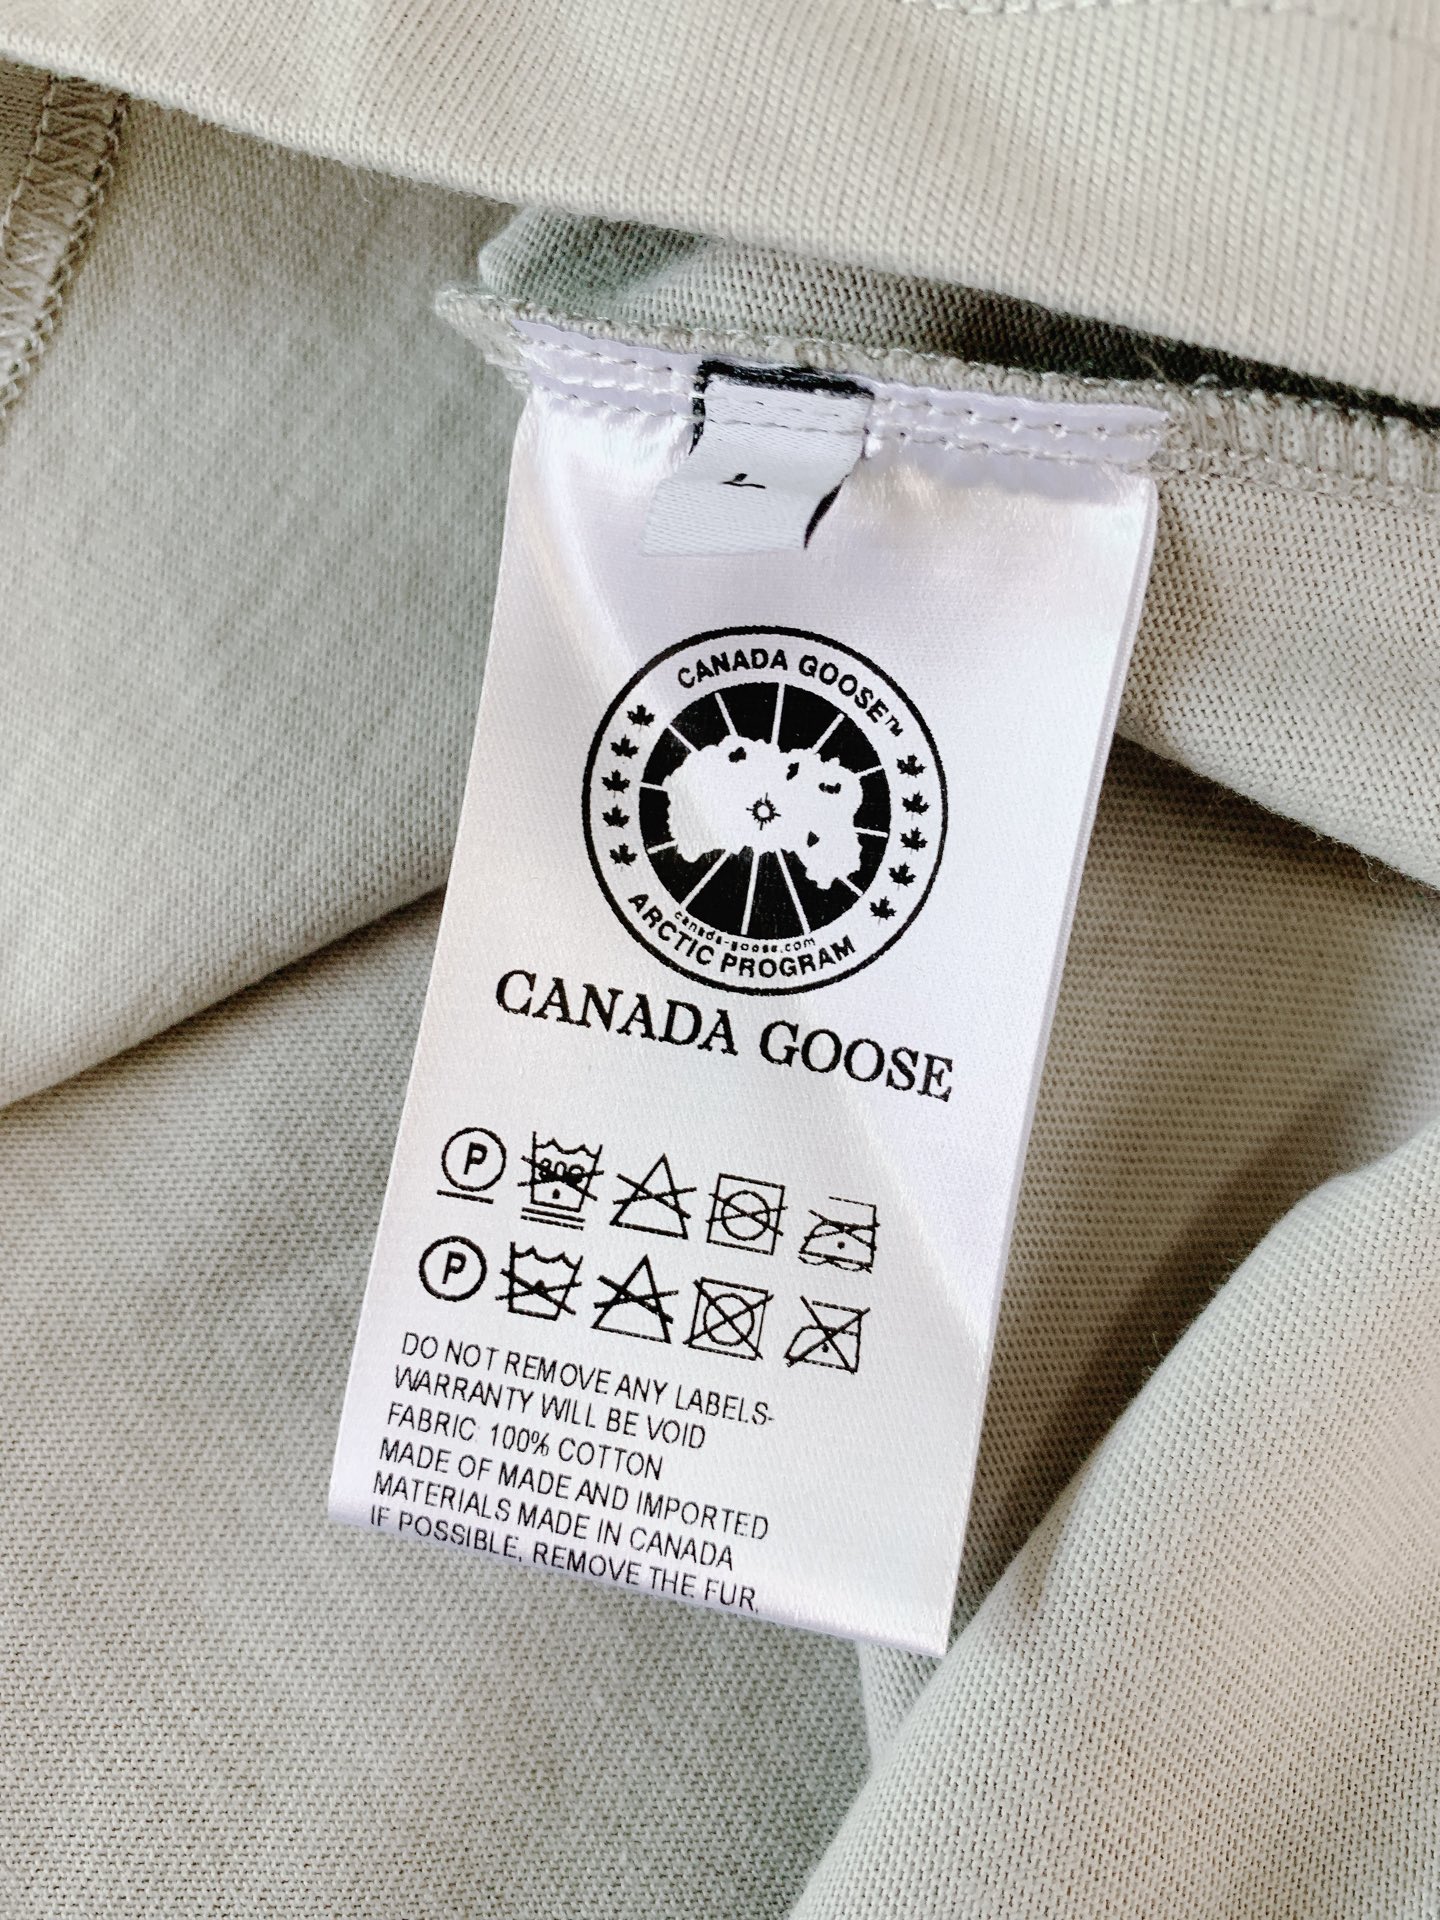 CANADA GOOSE™
canada-goose.com
ARCTIC PROGRAM
CANADA GOOSE
P
P
DO NOT REMOVE ANY LABELS-
WARRANTY WILL BE VOID
FABRIC: 100% COTTON
MADE OF MADE AND IMPORTED
MATERIALS MADE IN CANADA
IF POSSIBLE, REMOVE THE FUR.